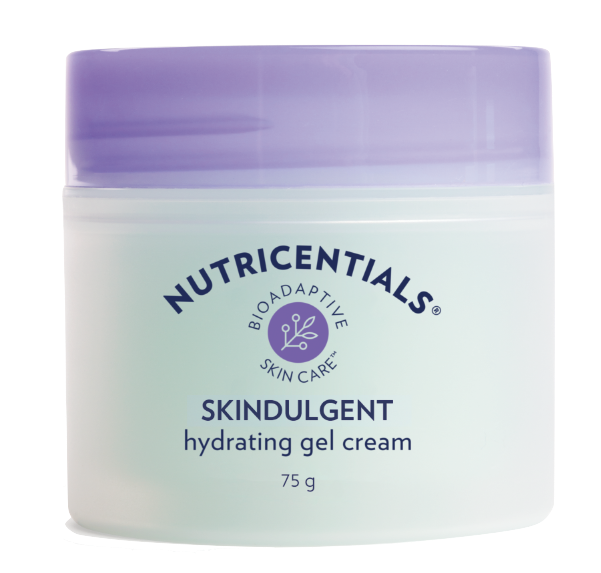 NUTRICENTIALS®
BIOADAPTIVE
SKIN CARE™
SKINDULGENT
hydrating gel cream
75 g